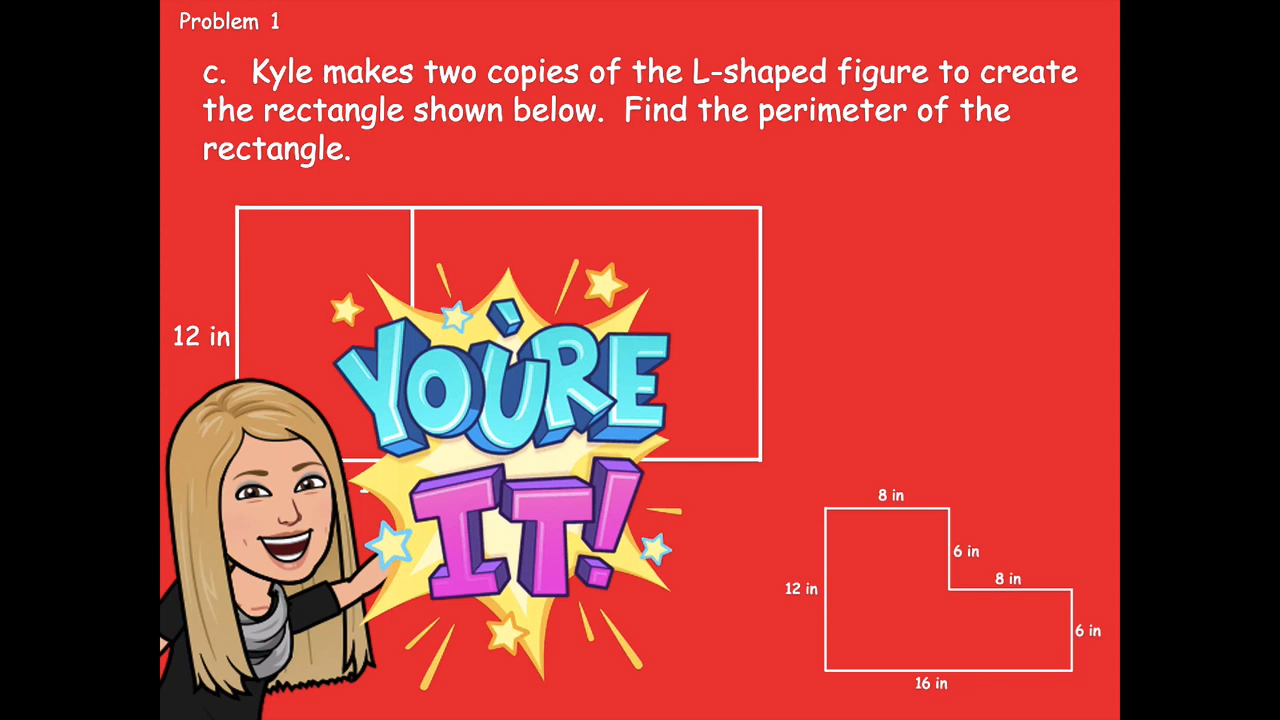 Problem 1
c. Kyle makes two copies of the L-shaped figure to create
the rectangle shown below. Find the perimeter of the
rectangle.
12 in
YOU'RE
IT!
8 in
6 in
8 in
12 in
6 in
16 in